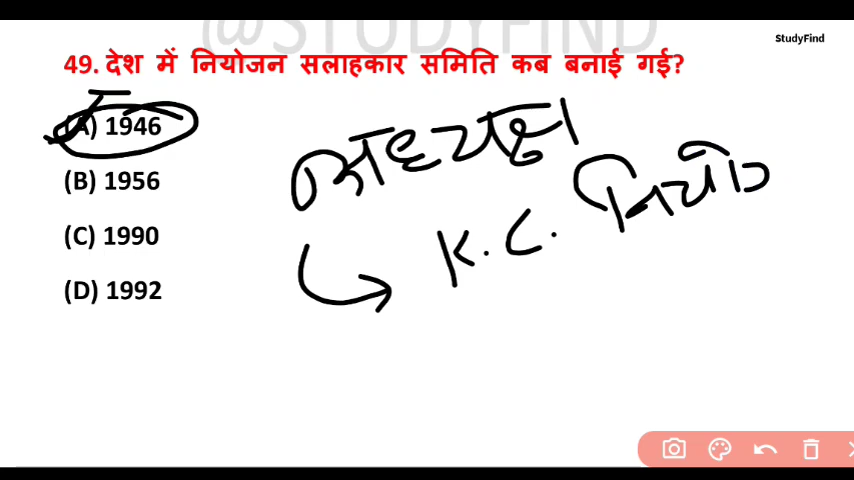 @STUDYFIND
StudyFind
49. देश में नियोजन सलाहकार समिति कब बनाई गई?
(A) 1946
(B) 1956
(C) 1990
(D) 1992
अध्यक्ष
K.C. नियो